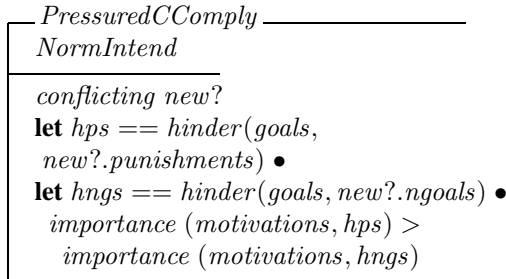 PressuredCComply
NormIntend
conflicting new?
let hps == hinder(goals,
new?.punishments) •
let hngs == hinder(goals, new?.ngoals) •
importance (motivations, hps) >
importance (motivations, hngs)